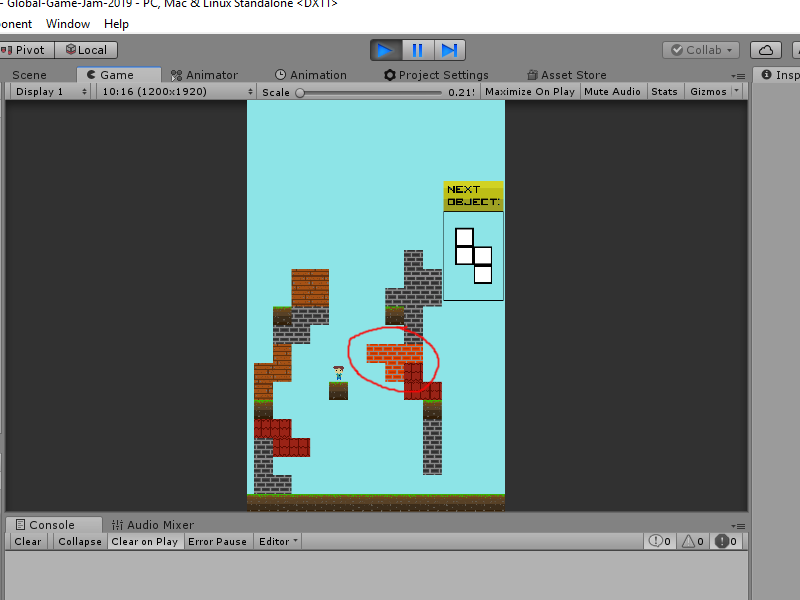 - Global-Game-Jam-2019 - PC, Mac & Linux Standalone <DX11>
onent Window Help
Pivot Local Collab
Scene Game Animator Animation Project Settings Asset Store Insp
Display 1 10:16 (1200x1920) Scale 0.21 Maximize On Play Mute Audio Stats Gizmos
NEXT
OBJECT:
Console Audio Mixer
Clear Collapse Clear on Play Error Pause Editor 0 0 0